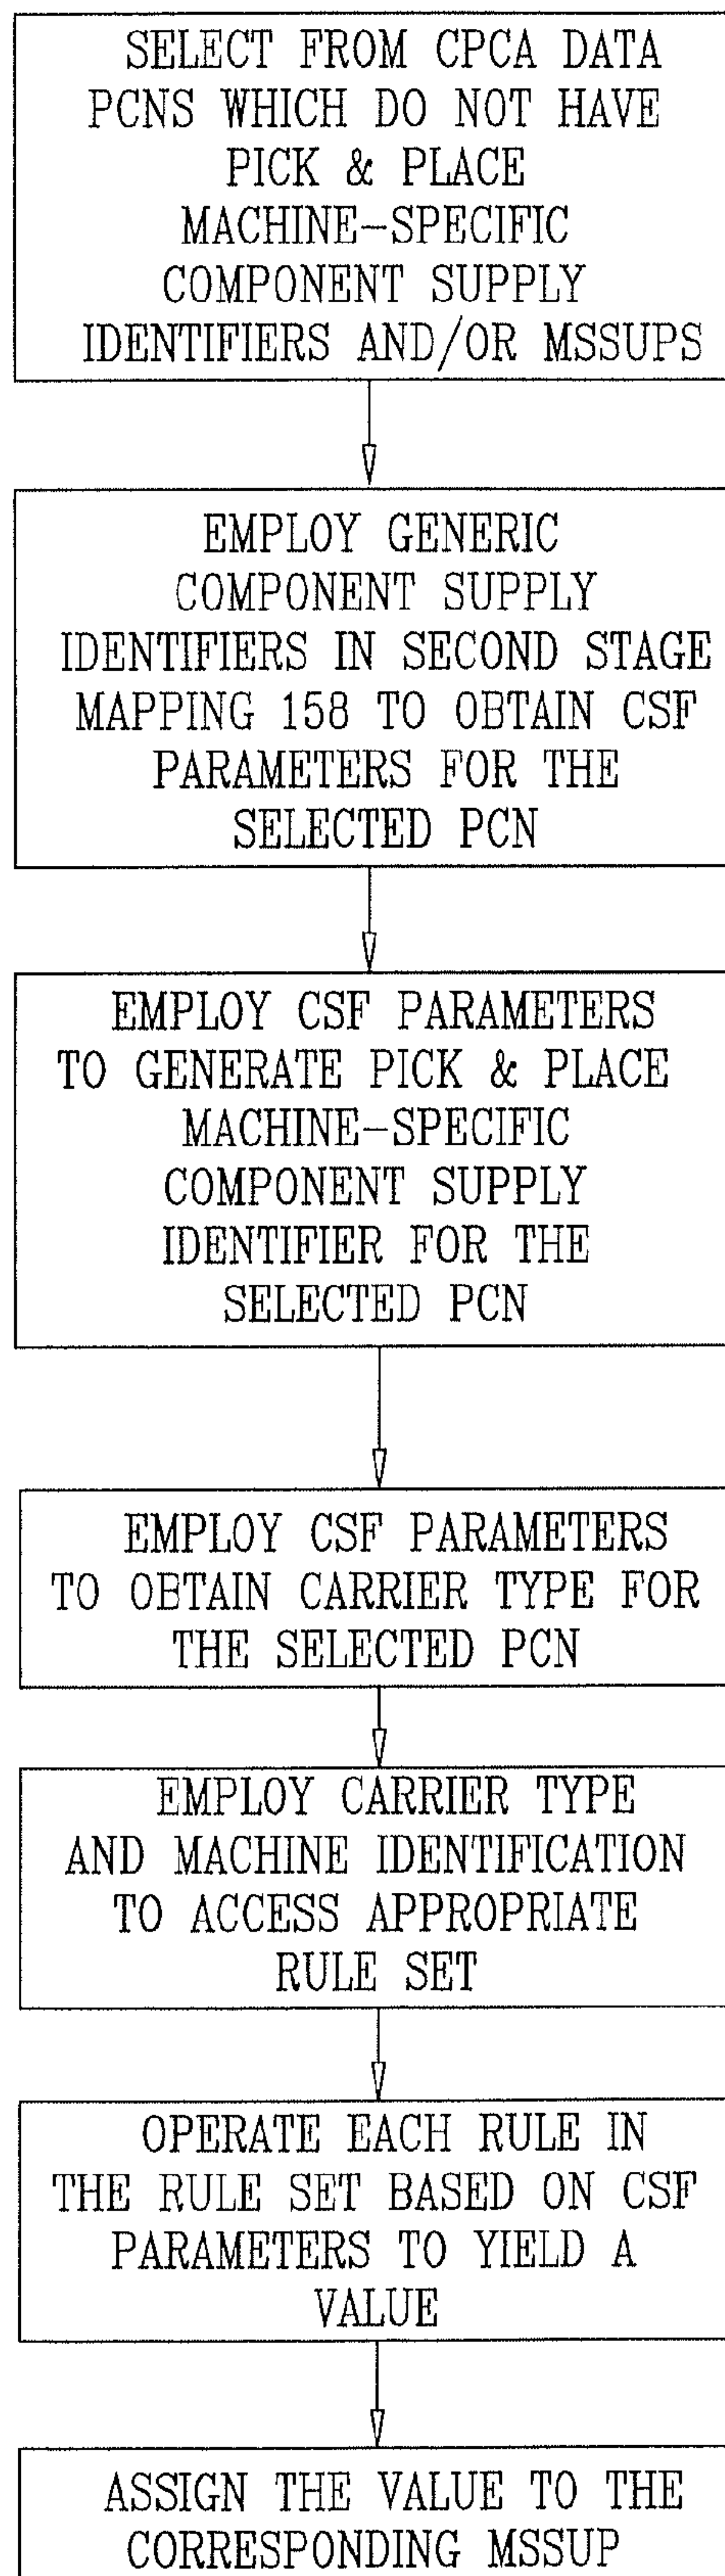 SELECT FROM CPCA DATA
PCNS WHICH DO NOT HAVE
PICK & PLACE
MACHINE-SPECIFIC
COMPONENT SUPPLY
IDENTIFIERS AND/OR MSSUPS
EMPLOY GENERIC
COMPONENT SUPPLY
IDENTIFIERS IN SECOND STAGE
MAPPING 158 TO OBTAIN CSF
PARAMETERS FOR THE
SELECTED PCN
EMPLOY CSF PARAMETERS
TO GENERATE PICK & PLACE
MACHINE-SPECIFIC
COMPONENT SUPPLY
IDENTIFIER FOR THE
SELECTED PCN
EMPLOY CSF PARAMETERS
TO OBTAIN CARRIER TYPE FOR
THE SELECTED PCN
EMPLOY CARRIER TYPE
AND MACHINE IDENTIFICATION
TO ACCESS APPROPRIATE
RULE SET
OPERATE EACH RULE IN
THE RULE SET BASED ON CSF
PARAMETERS TO YIELD A
VALUE
ASSIGN THE VALUE TO THE
CORRESPONDING MSSUP